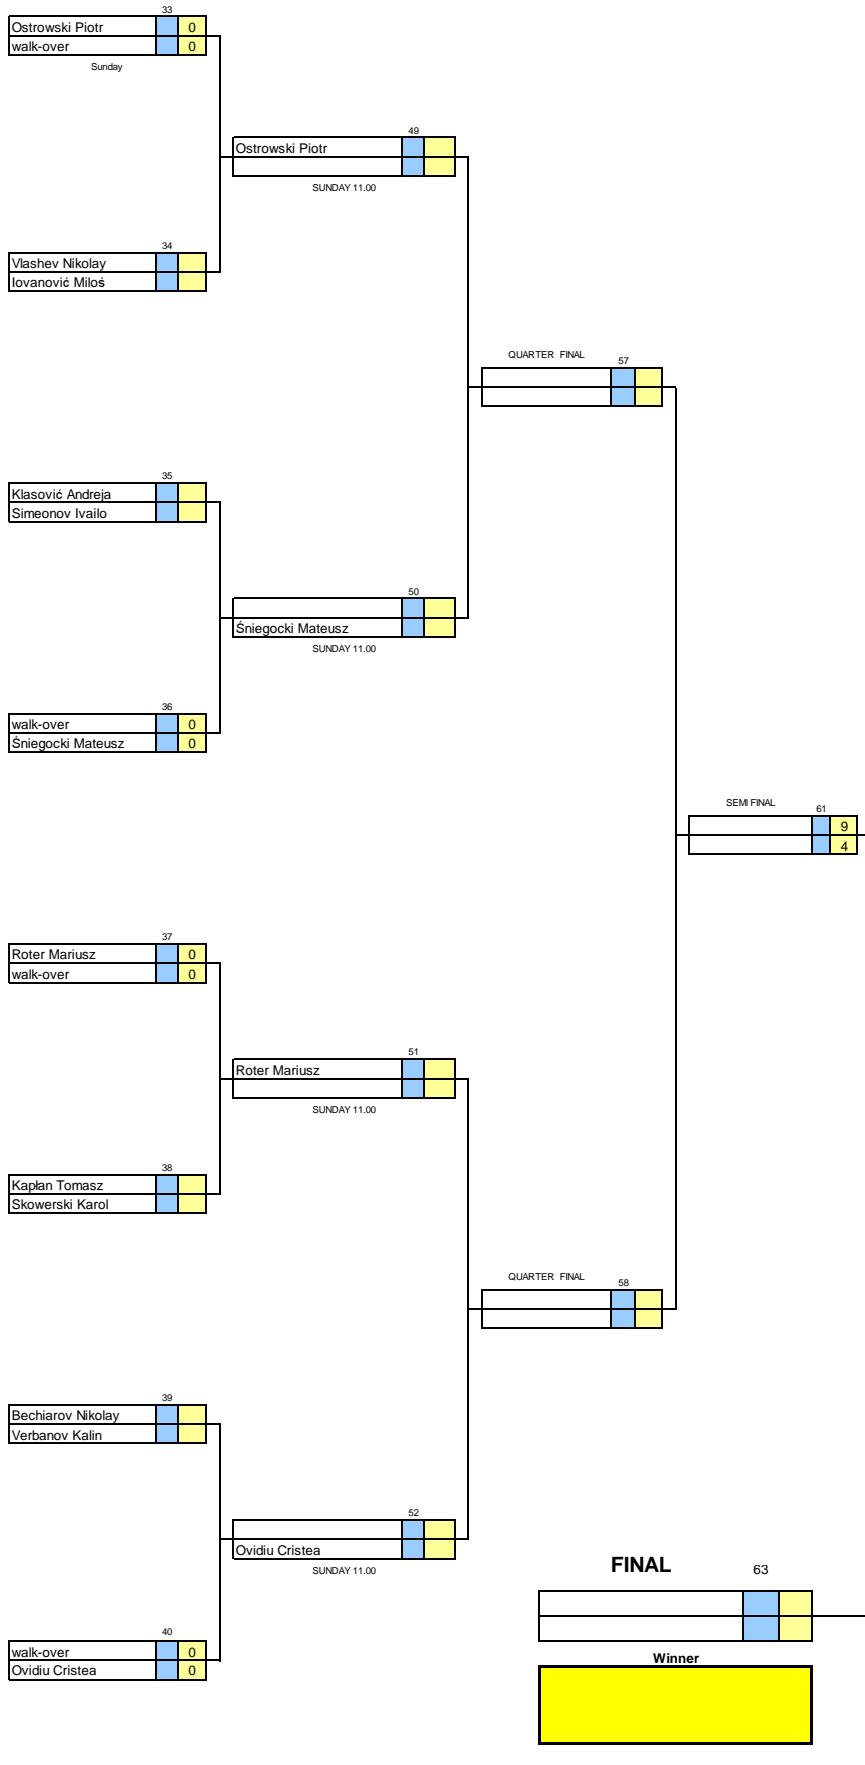 33
Ostrowski Piotr 0
walk-over 0
Sunday
49
Ostrowski Piotr
SUNDAY 11.00
34
Vlashev Nikolay
Iovanović Miloś
QUARTER FINAL 57
35
Klasović Andreja
Simeonov Ivailo
50
Śniegocki Mateusz
SUNDAY 11.00
36
walk-over 0
Śniegocki Mateusz 0
SEMI FINAL 61
9
4
37
Roter Mariusz 0
walk-over 0
51
Roter Mariusz
SUNDAY 11.00
38
Kapłan Tomasz
Skowerski Karol
QUARTER FINAL 58
39
Bechiarov Nikolay
Verbanov Kalin
52
Ovidiu Cristea
SUNDAY 11.00
FINAL 63
40
walk-over 0
Ovidiu Cristea 0
Winner